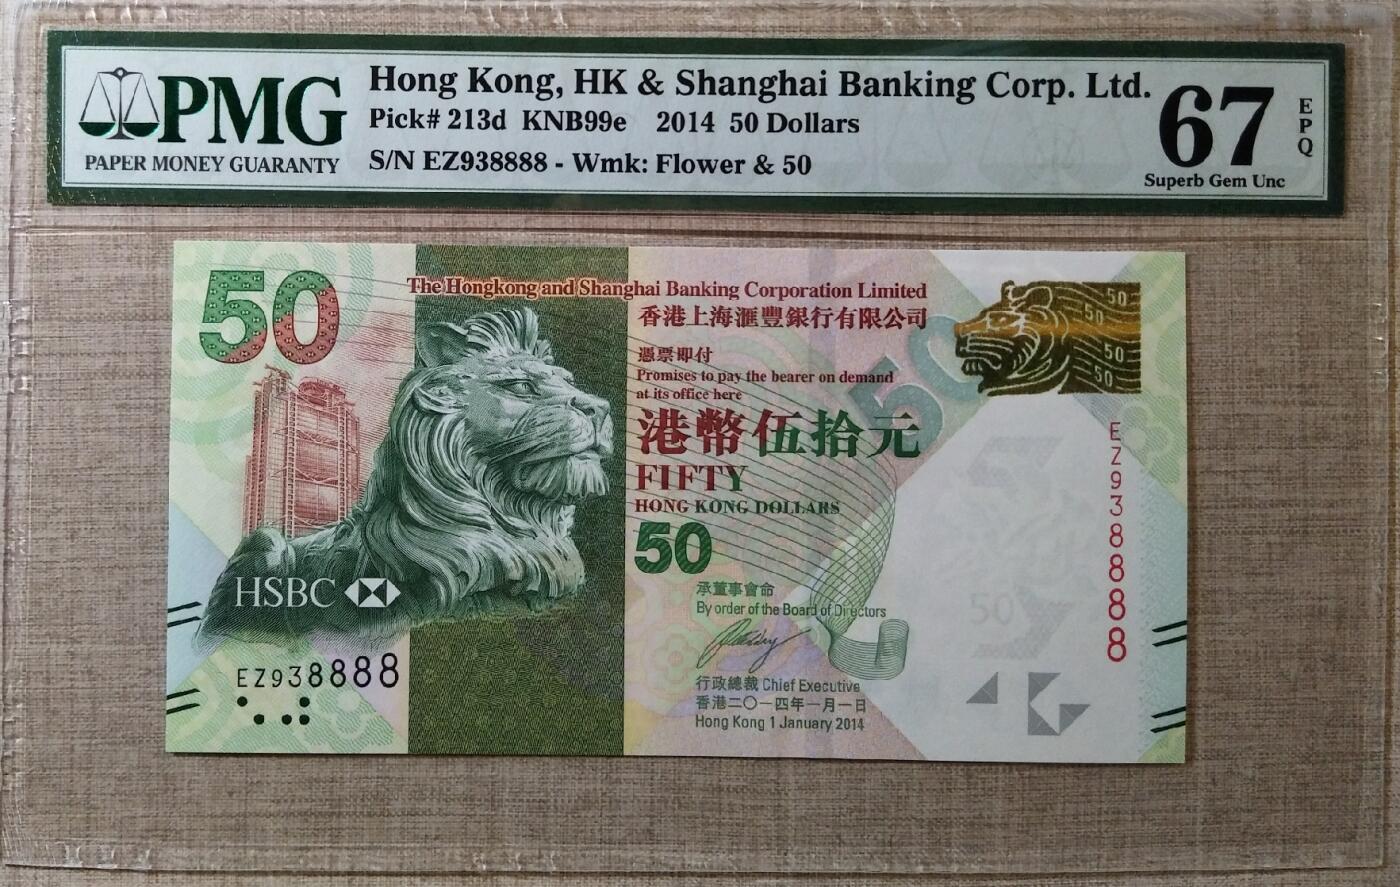 PMG
PAPER MONEY GUARANTY
Hong Kong, HK & Shanghai Banking Corp. Ltd.
Pick# 213d KNB99e 2014 50 Dollars
S/N EZ938888 - Wmk: Flower & 50
67
EPQ
Superb Gem Unc
50
The Hongkong and Shanghai Banking Corporation Limited
香港上海滙豐銀行有限公司
憑票即付
Promises to pay the bearer on demand
at its office here
港幣伍拾元
FIFTY
HONG KONG DOLLARS
50
承董事會命
By order of the Board of Directors
行政總裁 Chief Executive
香港二〇一四年一月一日
Hong Kong 1 January 2014
HSBC
EZ938888
50
50
50
50
50
50
EZ938888